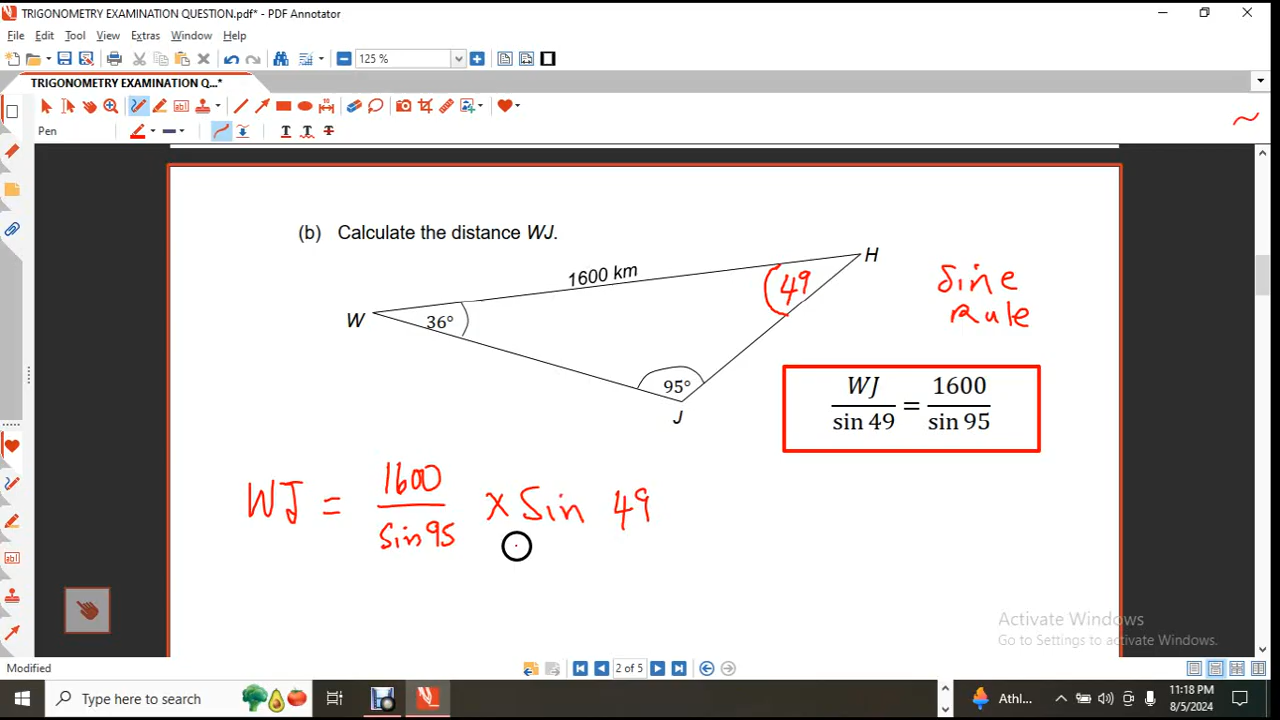 TRIGONOMETRY EXAMINATION QUESTION.pdf* - PDF Annotator
File Edit Tool View Extras Window Help
125 %
TRIGONOMETRY EXAMINATION Q...*
Pen
T T T
(b) Calculate the distance WJ.
H
1600 km
49
sine
Rule
W
36°
95°
J
WJ/sin 49 = 1600/sin 95
WJ = 1600/sin 95 × Sin 49
Activate Windows
Go to Settings to activate Windows.
Modified
2 of 5
Type here to search
Athl...
11:18 PM
8/5/2024